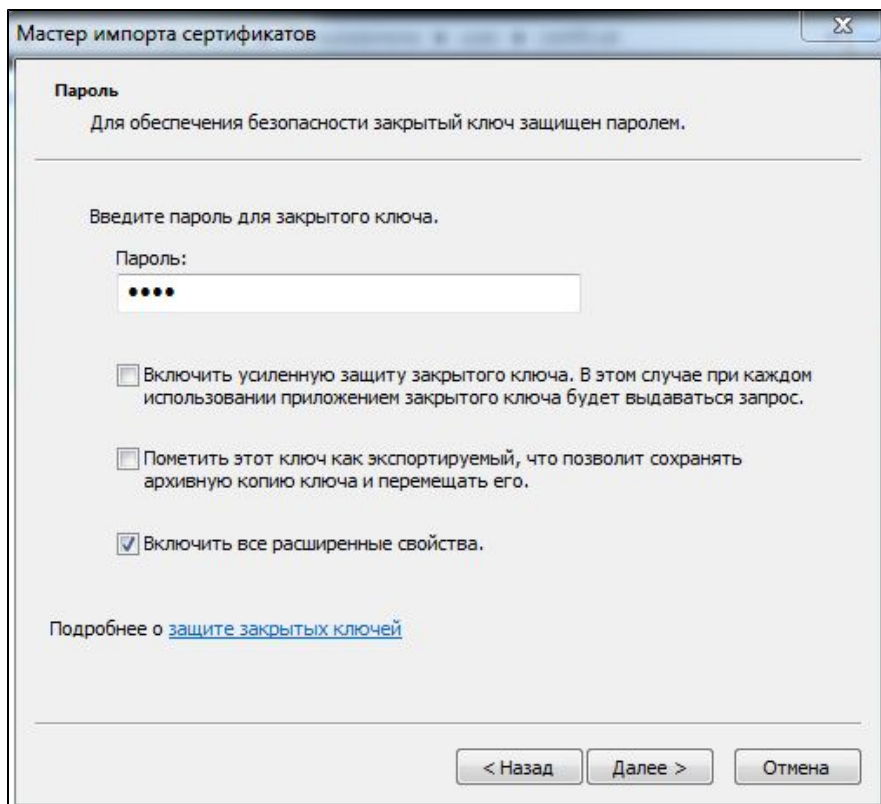 Мастер импорта сертификатов
Пароль
Для обеспечения безопасности закрытый ключ защищен паролем.
Введите пароль для закрытого ключа.
Пароль:
••••
Включить усиленную защиту закрытого ключа. В этом случае при каждом
использовании приложением закрытого ключа будет выдаваться запрос.
Пометить этот ключ как экспортируемый, что позволит сохранять
архивную копию ключа и перемещать его.
Включить все расширенные свойства.
Подробнее о защите закрытых ключей
< Назад
Далее >
Отмена